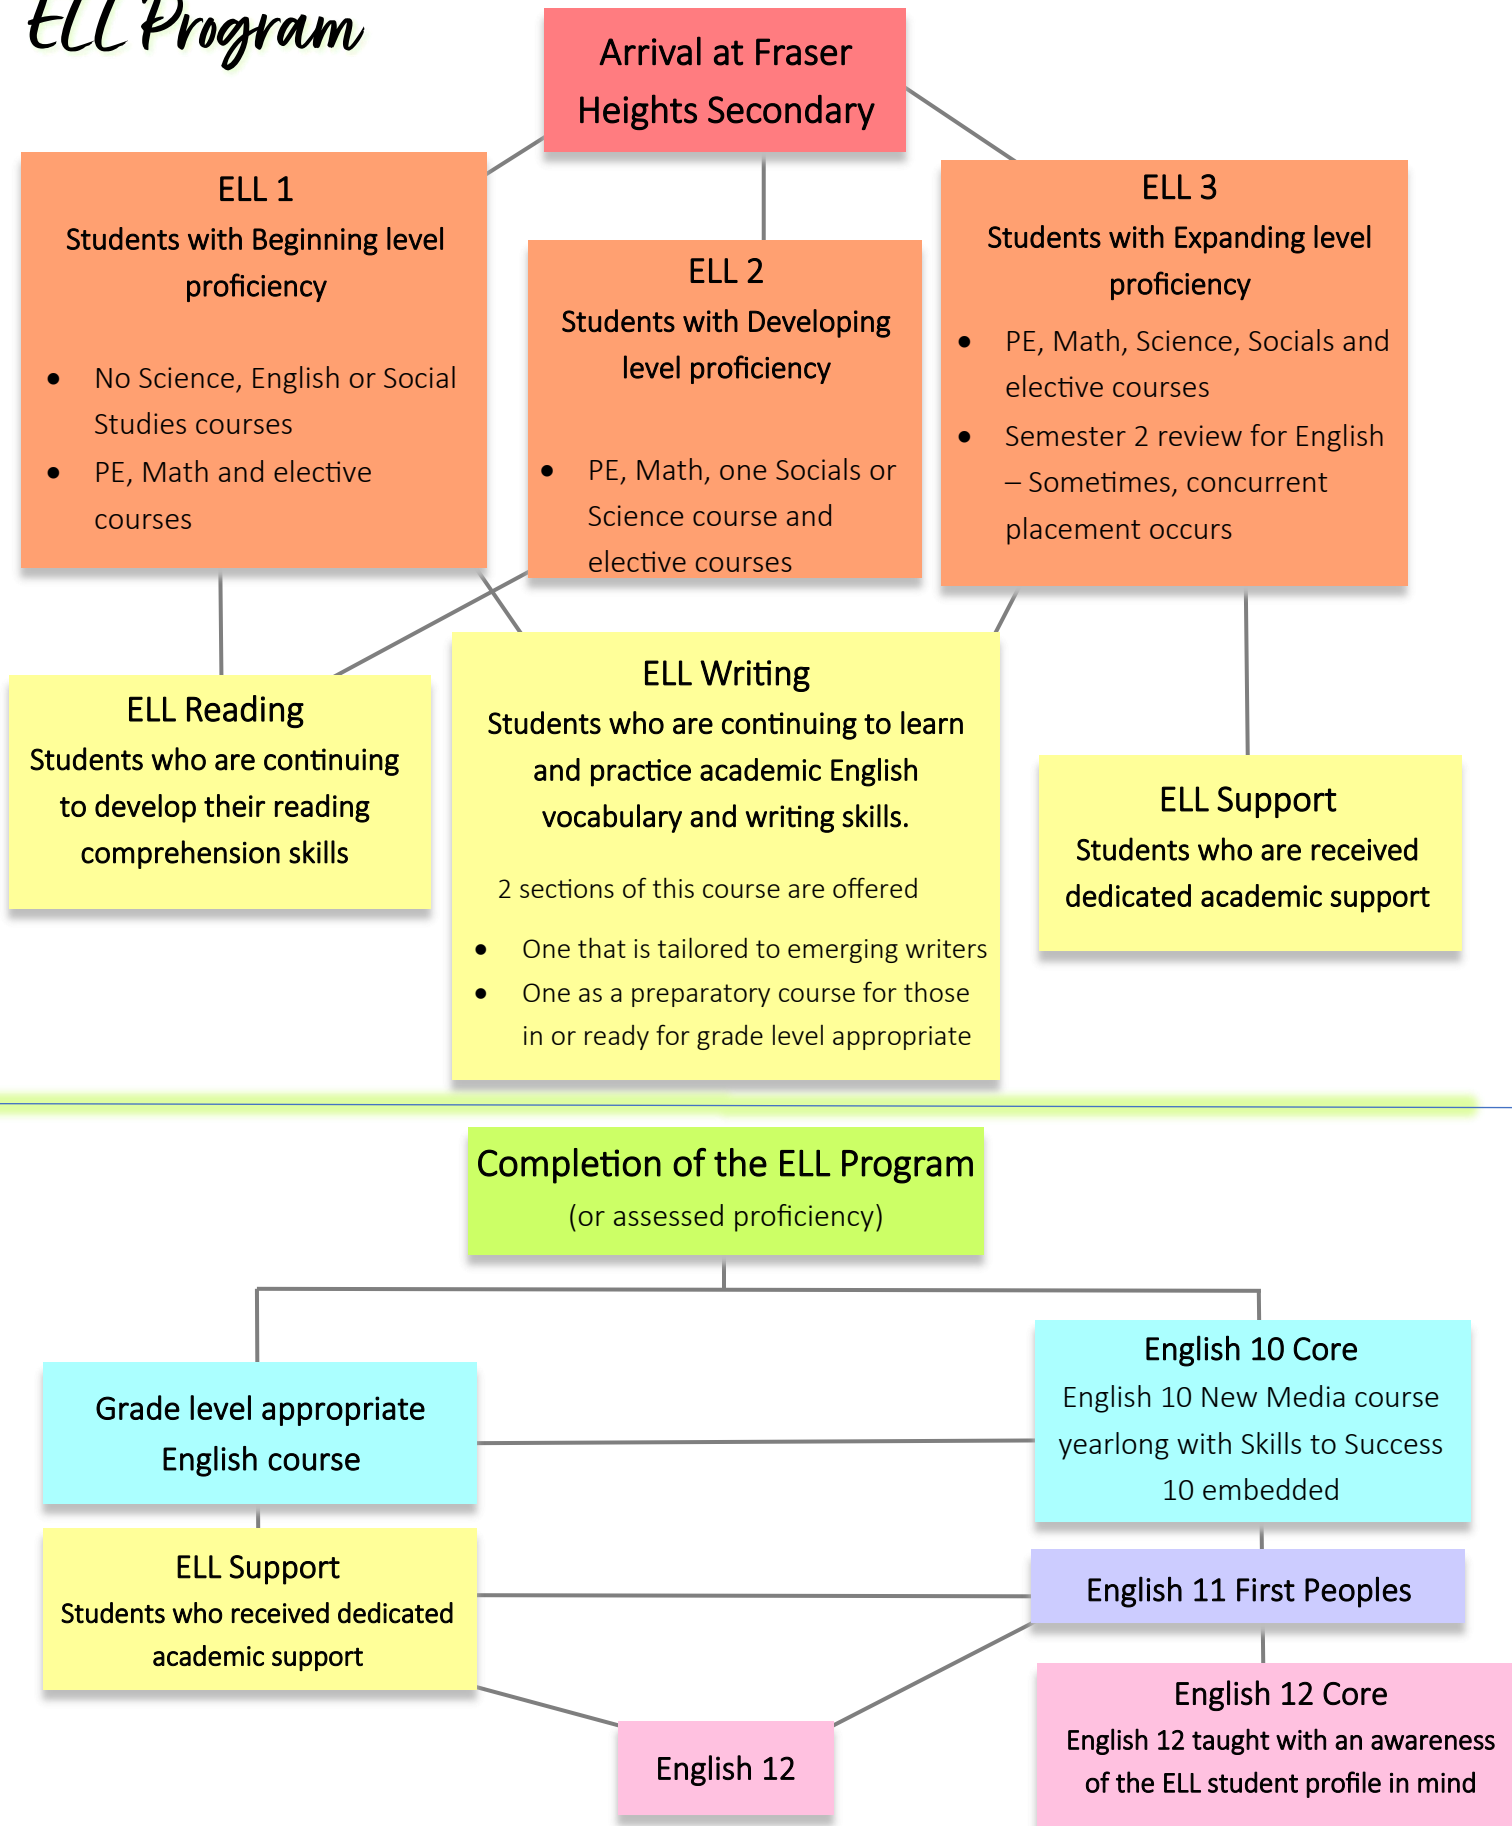 ELL Program
Arrival at Fraser
Heights Secondary
ELL 1
Students with Beginning level
proficiency
• No Science, English or Social
Studies courses
• PE, Math and elective
courses
ELL 2
Students with Developing
level proficiency
• PE, Math, one Socials or
Science course and
elective courses
ELL 3
Students with Expanding level
proficiency
• PE, Math, Science, Socials and
elective courses
• Semester 2 review for English
– Sometimes, concurrent
placement occurs
ELL Reading
Students who are continuing
to develop their reading
comprehension skills
ELL Writing
Students who are continuing to learn
and practice academic English
vocabulary and writing skills.
2 sections of this course are offered
• One that is tailored to emerging writers
• One as a preparatory course for those
in or ready for grade level appropriate
ELL Support
Students who are received
dedicated academic support
Completion of the ELL Program
(or assessed proficiency)
Grade level appropriate
English course
English 10 Core
English 10 New Media course
yearlong with Skills to Success
10 embedded
ELL Support
Students who received dedicated
academic support
English 11 First Peoples
English 12
English 12 Core
English 12 taught with an awareness
of the ELL student profile in mind